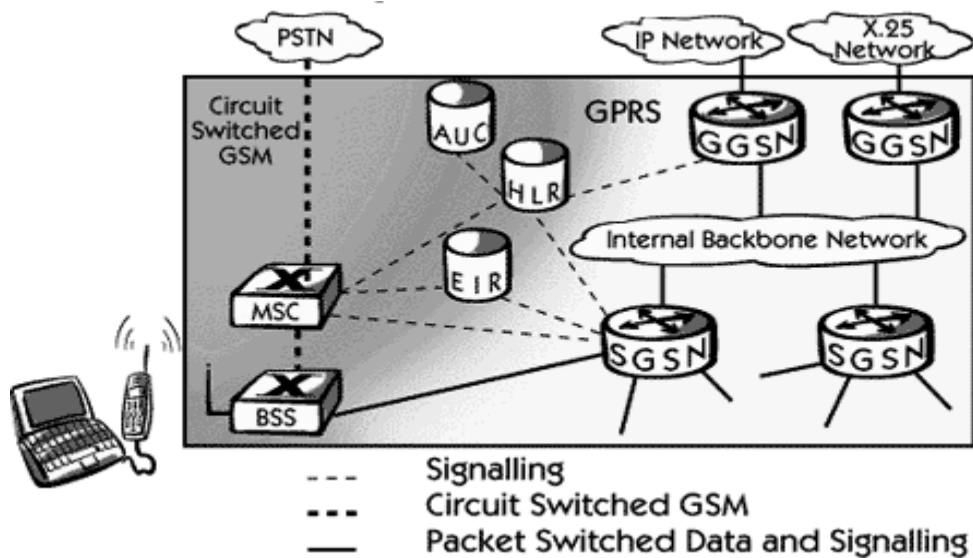 PSTN
IP Network
X.25
Network
Circuit
Switched
GSM
AUC
GPRS
GGSN
GGSN
HLR
Internal Backbone Network
EIR
MSC
SGSN
SGSN
BSS
Signalling
Circuit Switched GSM
Packet Switched Data and Signalling